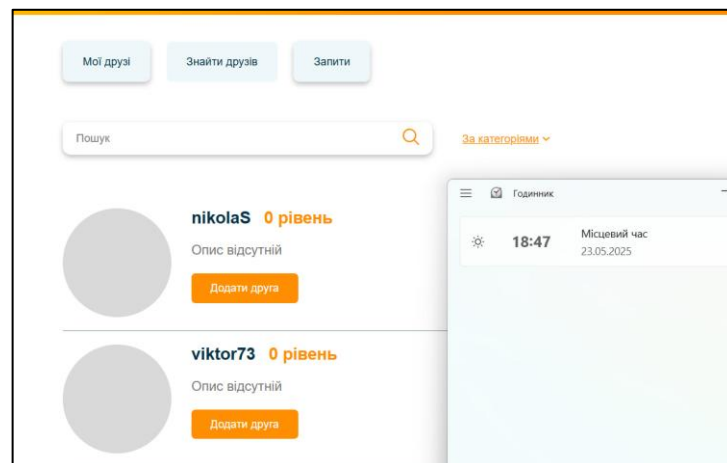 Мої друзі
Знайти друзів
Запити
Пошук
За категоріями
nikolaS 0 рівень
Опис відсутній
Додати друга
viktor73 0 рівень
Опис відсутній
Додати друга
Годинник
18:47
Місцевий час
23.05.2025